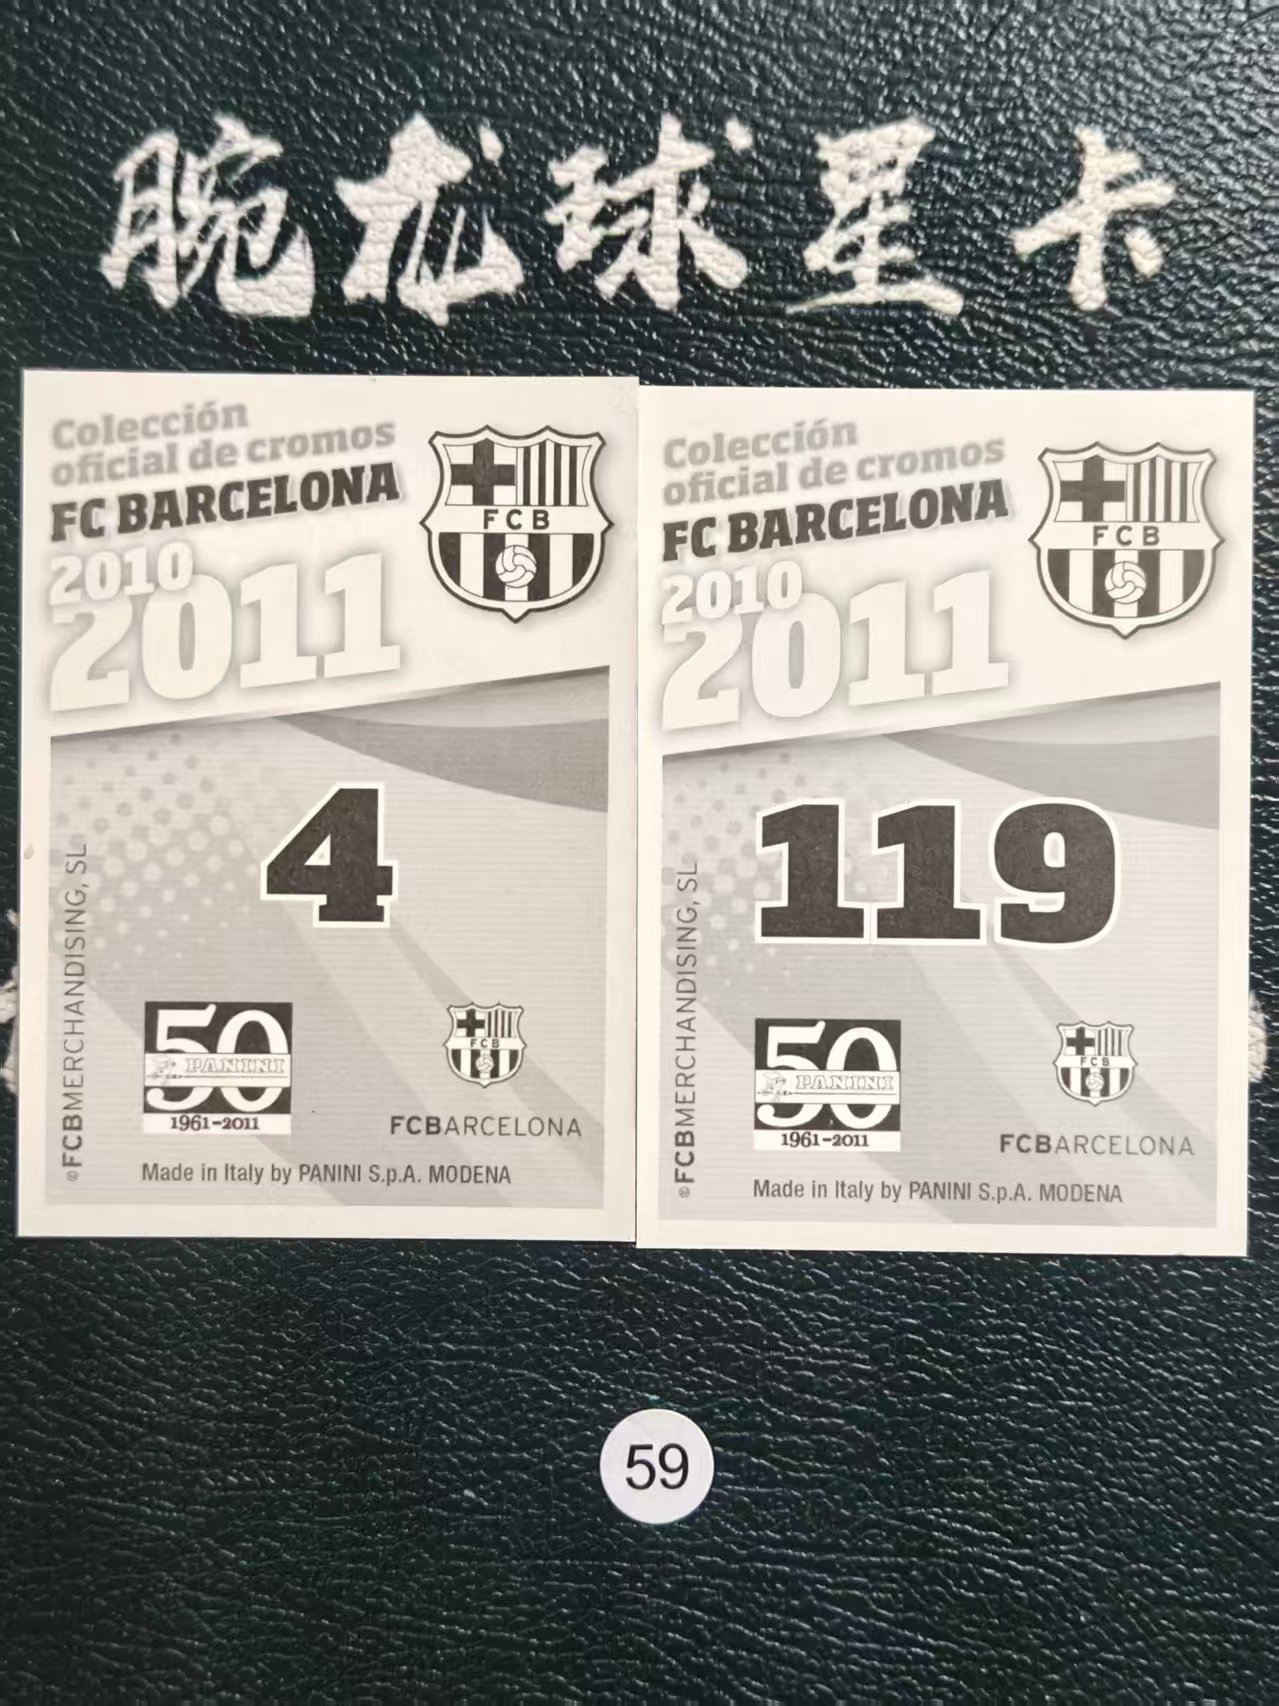 腕龙球星卡
Colección
oficial de cromos
FC BARCELONA
2010
2011
FCB
4
© FCBMERCHANDISING, SL
50
PANINI
1961-2011
FCB
FCBARCELONA
Made in Italy by PANINI S.p.A. MODENA
Colección
oficial de cromos
FC BARCELONA
2010
2011
FCB
119
© FCBMERCHANDISING, SL
50
PANINI
1961-2011
FCB
FCBARCELONA
Made in Italy by PANINI S.p.A. MODENA
59